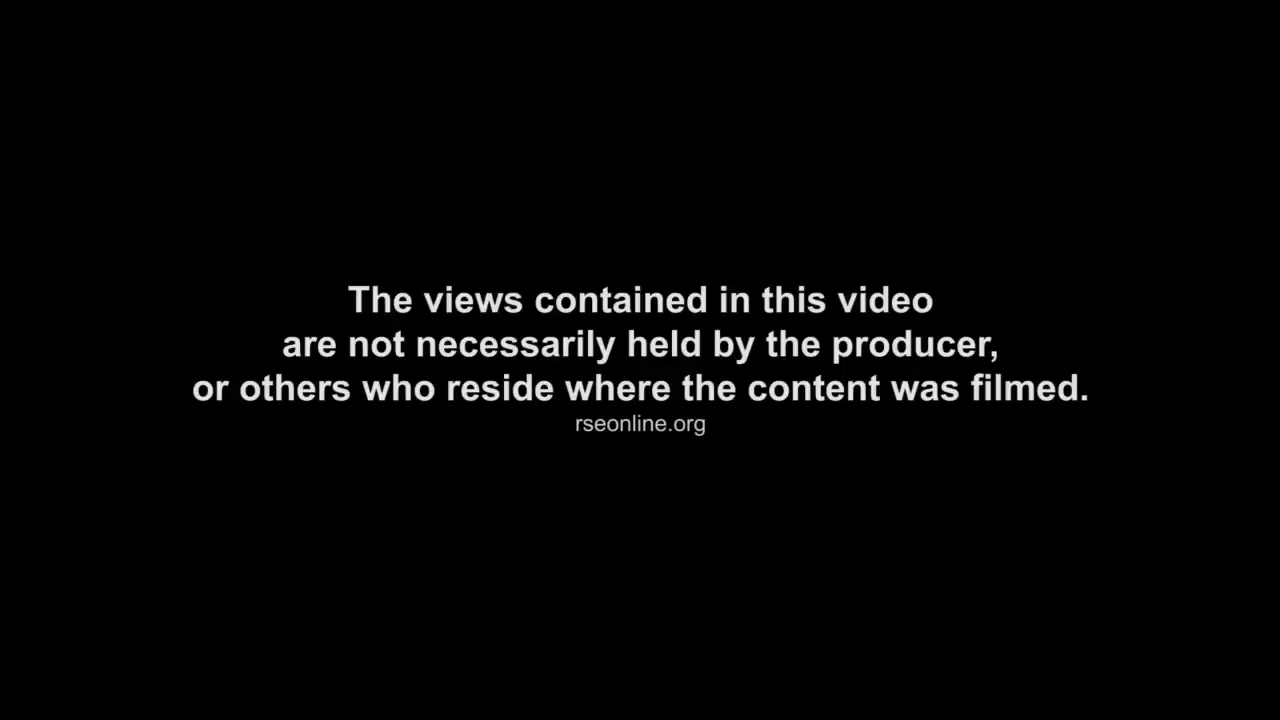 The views contained in this video
are not necessarily held by the producer,
or others who reside where the content was filmed.
rseonline.org